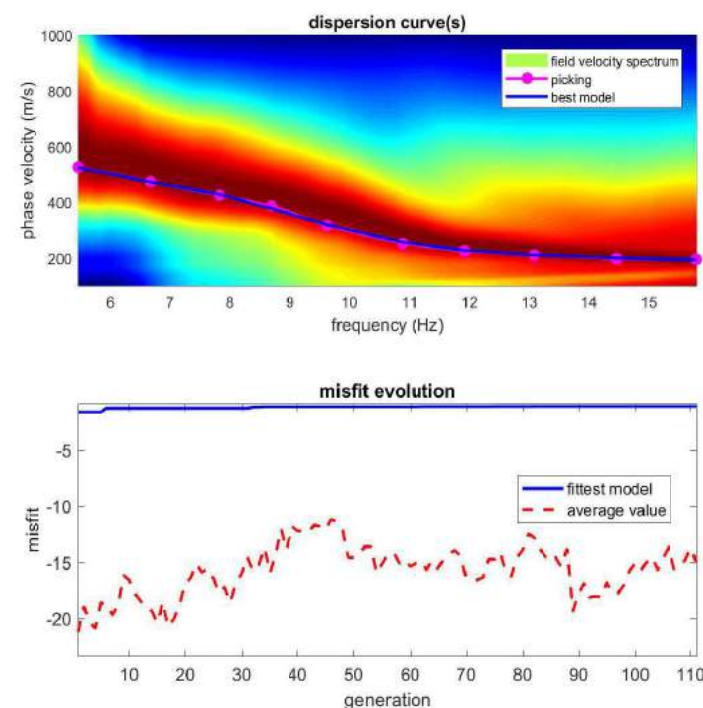 dispersion curve(s)
1000
800
600
400
200
phase velocity (m/s)
field velocity spectrum
picking
best model
6 7 8 9 10 11 12 13 14 15
frequency (Hz)
misfit evolution
-5
-10
-15
-20
misfit
fittest model
average value
10 20 30 40 50 60 70 80 90 100 110
generation